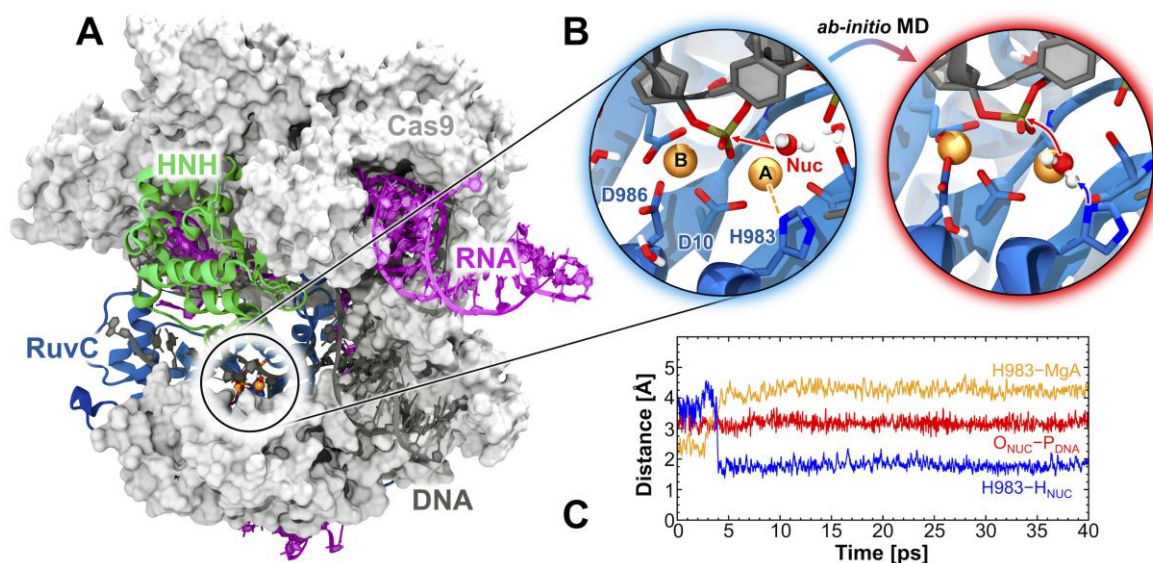 A
Cas9
HNH
RNA
RuvC
DNA
B
ab-initio MD
B
A
Nuc
D986
D10
H983
C
Distance [Å]
5
4
3
2
1
0
H983–MgA
O_NUC–P_DNA
H983–H_NUC
0 5 10 15 20 25 30 35 40
Time [ps]